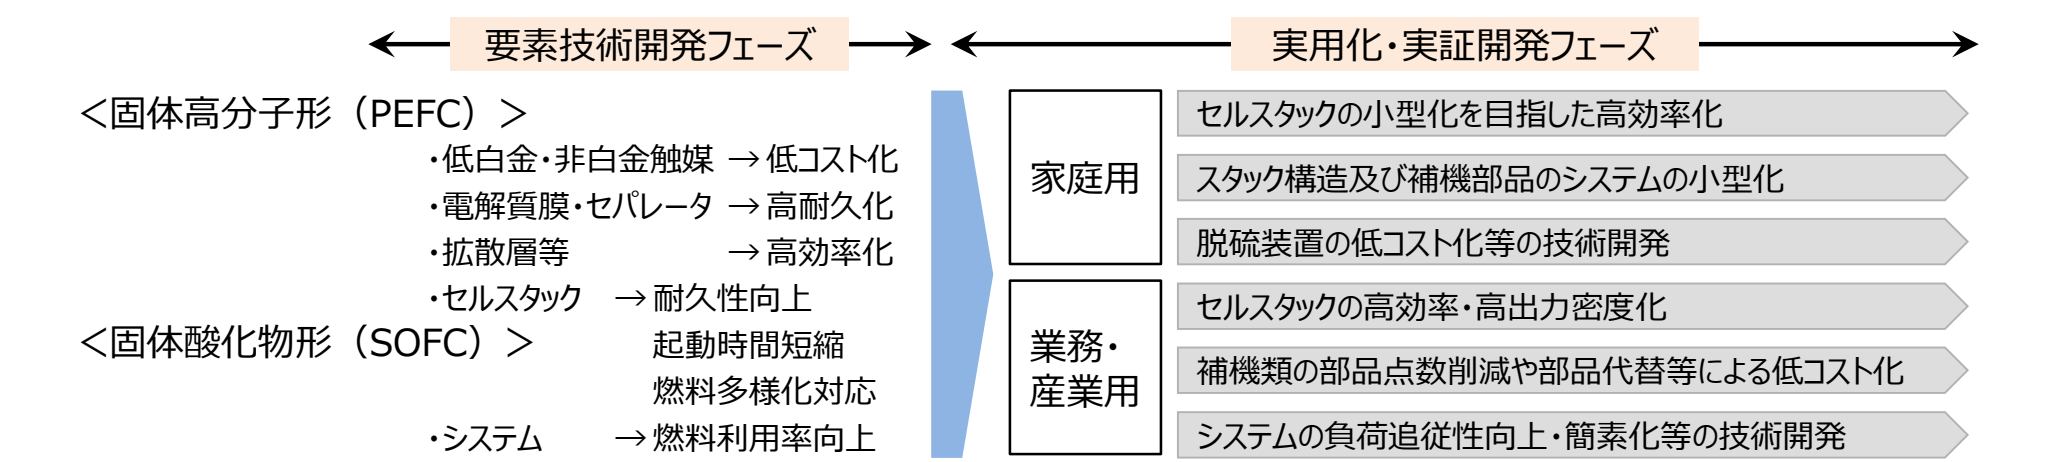 要素技術開発フェーズ
実用化・実証開発フェーズ
＜固体高分子形（PEFC）＞
・低白金・非白金触媒 → 低コスト化
・電解質膜・セパレータ → 高耐久化
・拡散層等 → 高効率化
・セルスタック → 耐久性向上
＜固体酸化物形（SOFC）＞
起動時間短縮
燃料多様化対応
・システム → 燃料利用率向上
家庭用
セルスタックの小型化を目指した高効率化
スタック構造及び補機部品のシステムの小型化
脱硫装置の低コスト化等の技術開発
業務・
産業用
セルスタックの高効率・高出力密度化
補機類の部品点数削減や部品代替等による低コスト化
システムの負荷追従性向上・簡素化等の技術開発